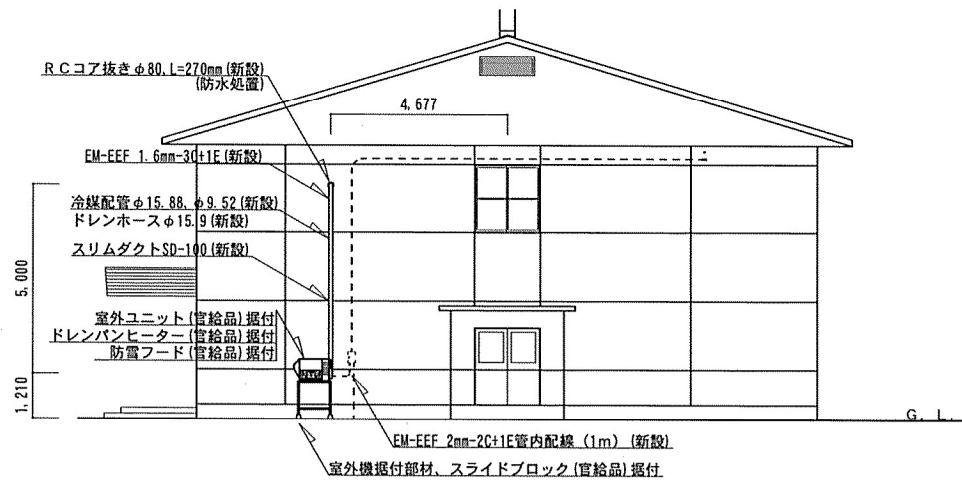 RCコア抜きφ80,L=270mm(新設)
(防水処置)
4,677
EM-EEF 1.6mm-3C+1E(新設)
冷媒配管φ15.88、φ9.52(新設)
ドレンホースφ15.9(新設)
スリムダクトSD-100(新設)
5,000
室外ユニット(官給品)据付
ドレンパンヒーター(官給品)据付
防雪フード(官給品)据付
1,210
G. L.
EM-EEF 2mm-2C+1E管内配線(1m)(新設)
室外機据付部材、スライドブロック(官給品)据付